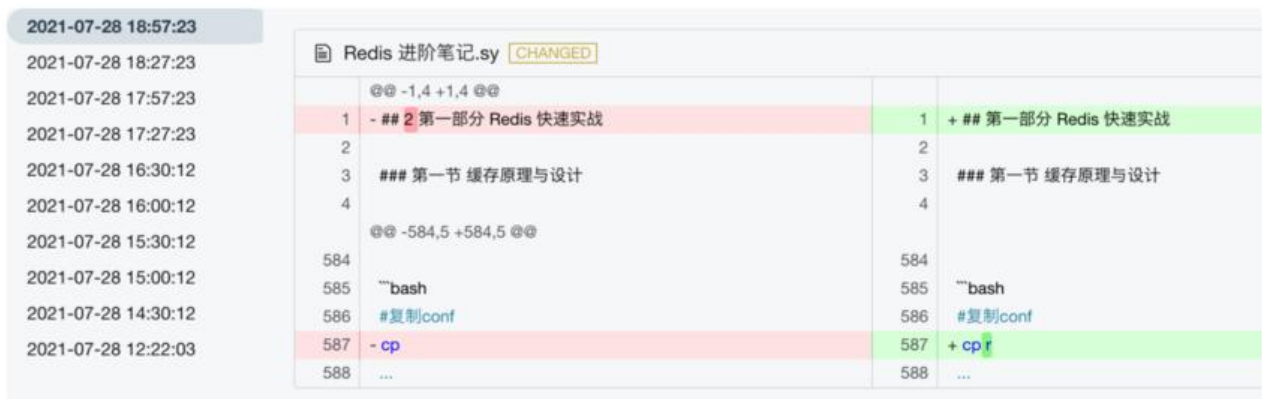 2021-07-28 18:57:23
2021-07-28 18:27:23
2021-07-28 17:57:23
2021-07-28 17:27:23
2021-07-28 16:30:12
2021-07-28 16:00:12
2021-07-28 15:30:12
2021-07-28 15:00:12
2021-07-28 14:30:12
2021-07-28 12:22:03
Redis 进阶笔记.sy CHANGED
@@ -1,4 +1,4 @@
1 - ## 2 第一部分 Redis 快速实战 1 + ## 第一部分 Redis 快速实战
2 2
3 ### 第一节 缓存原理与设计 3 ### 第一节 缓存原理与设计
4 4
@@ -584,5 +584,5 @@
584 584
585 ```bash 585 ```bash
586 #复制conf 586 #复制conf
587 - cp 587 + cp r
588 ... 588 ...